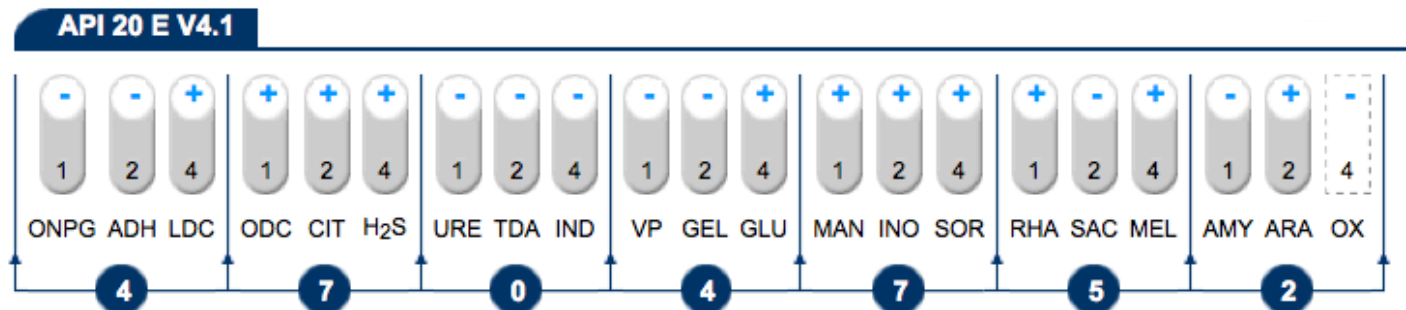 API 20 E V4.1
- - + + + + - - - - - + + + + + - + - + -
1 2 4 1 2 4 1 2 4 1 2 4 1 2 4 1 2 4 1 2 4
ONPG ADH LDC ODC CIT H₂S URE TDA IND VP GEL GLU MAN INO SOR RHA SAC MEL AMY ARA OX
4 7 0 4 7 5 2